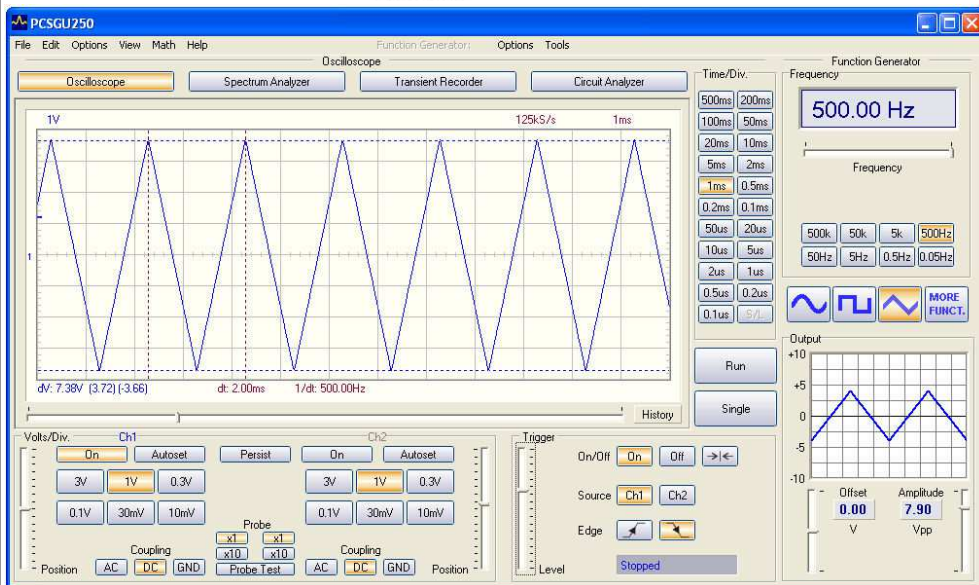 PCSGU250
File Edit Options View Math Help Function Generator: Options Tools
Oscilloscope
Oscilloscope Spectrum Analyzer Transient Recorder Circuit Analyzer
1V 125kS/s 1ms
1
dV: 7.38V (3.72) (-3.66) dt: 2.00ms 1/dt: 500.00Hz
History
Time/Div.
500ms 200ms
100ms 50ms
20ms 10ms
5ms 2ms
1ms 0.5ms
0.2ms 0.1ms
50us 20us
10us 5us
2us 1us
0.5us 0.2us
0.1us S/L
Run
Single
Function Generator
Frequency
500.00 Hz
Frequency
500k 50k 5k 500Hz
50Hz 5Hz 0.5Hz 0.05Hz
MORE
FUNCT.
Output
+10
+5
0
-5
-10
Offset Amplitude
0.00 7.90
V Vpp
Volts/Div. Ch1 Ch2
On Autoset Persist On Autoset
3V 1V 0.3V 3V 1V 0.3V
0.1V 30mV 10mV 0.1V 30mV 10mV
Probe
x1 x1
x10 x10
Probe Test
Coupling Coupling
Position AC DC GND AC DC GND Position
Trigger
On/Off On Off
Source Ch1 Ch2
Edge
Level Stopped